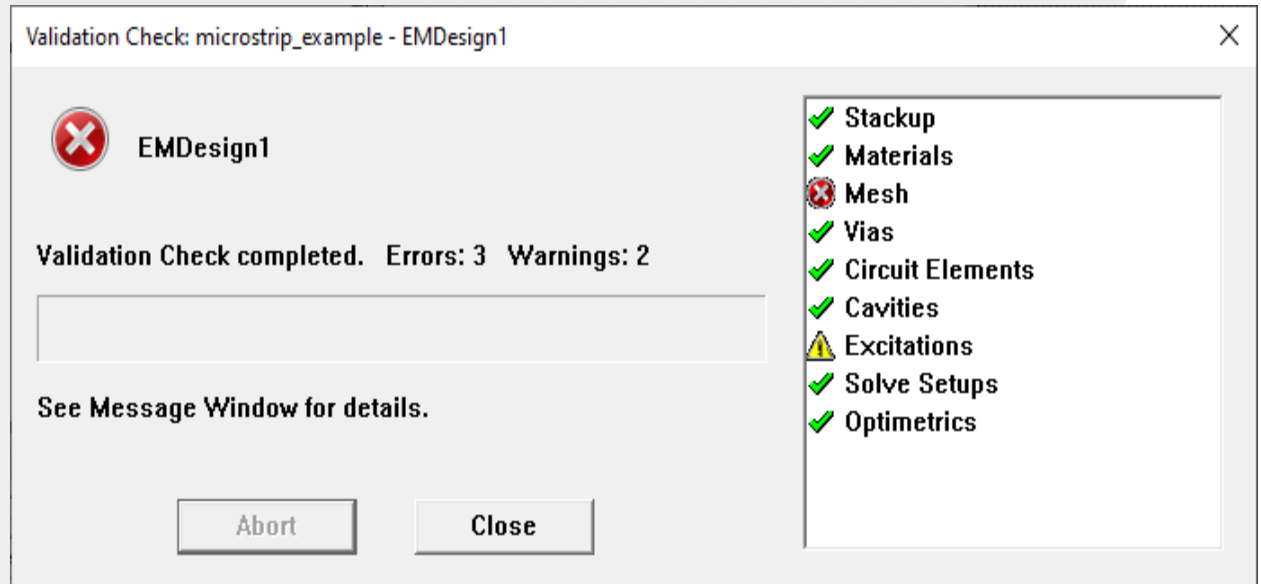 Validation Check: microstrip_example - EMDesign1
EMDesign1
Validation Check completed. Errors: 3 Warnings: 2
See Message Window for details.
Abort
Close
Stackup
Materials
Mesh
Vias
Circuit Elements
Cavities
Excitations
Solve Setups
Optimetrics